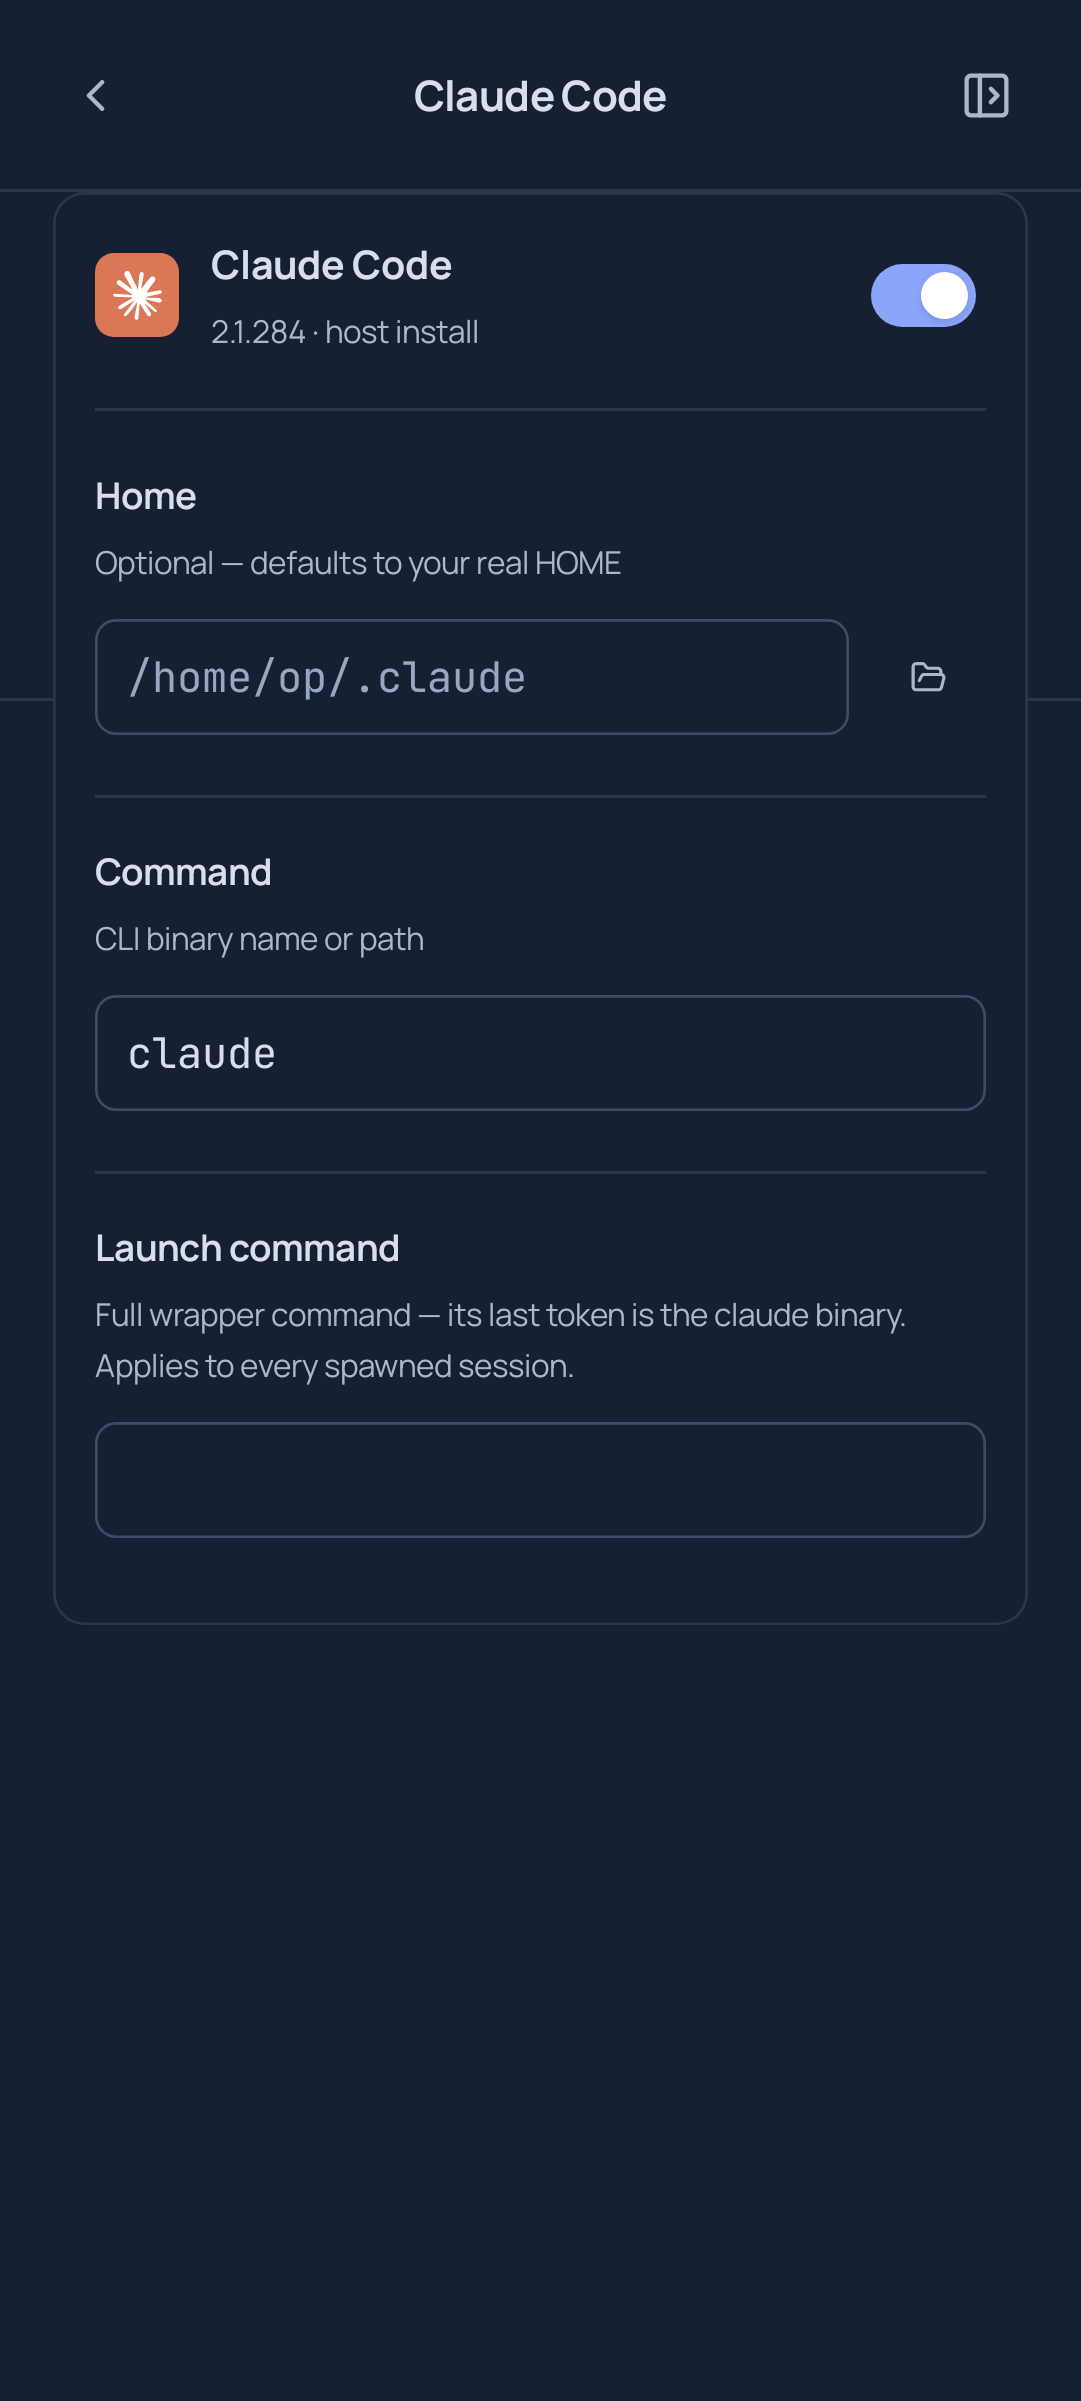 Claude Code
Claude Code
2.1.284 · host install
Home
Optional — defaults to your real HOME
/home/op/.claude
Command
CLI binary name or path
claude
Launch command
Full wrapper command — its last token is the claude binary.
Applies to every spawned session.